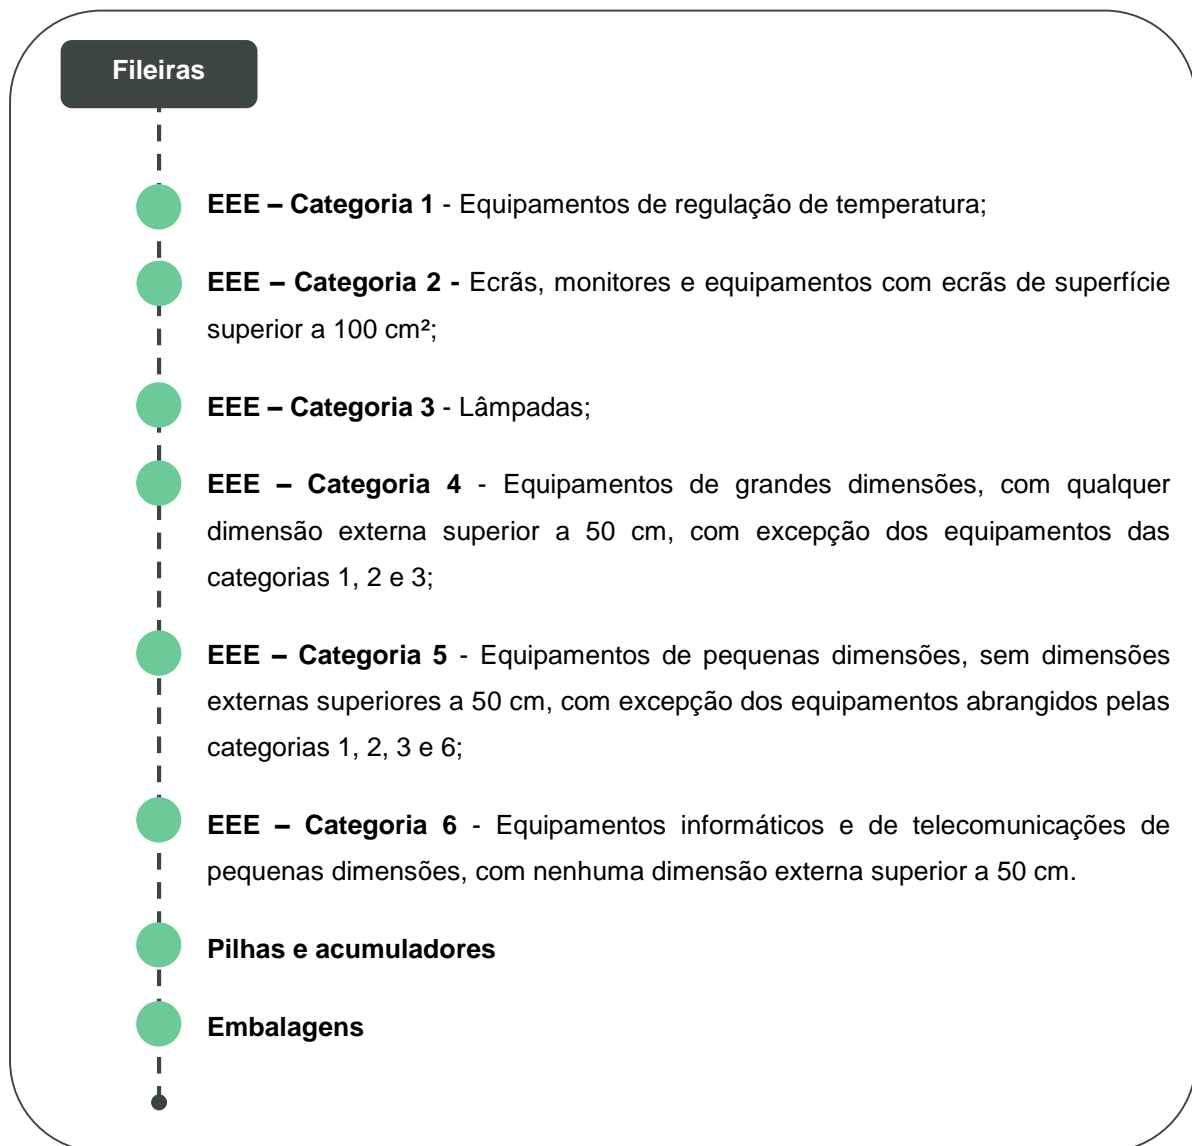 Fileiras
EEE – Categoria 1 - Equipamentos de regulação de temperatura;
EEE – Categoria 2 - Ecrãs, monitores e equipamentos com ecrãs de superfície
superior a 100 cm²;
EEE – Categoria 3 - Lâmpadas;
EEE – Categoria 4 - Equipamentos de grandes dimensões, com qualquer
dimensão externa superior a 50 cm, com excepção dos equipamentos das
categorias 1, 2 e 3;
EEE – Categoria 5 - Equipamentos de pequenas dimensões, sem dimensões
externas superiores a 50 cm, com excepção dos equipamentos abrangidos pelas
categorias 1, 2, 3 e 6;
EEE – Categoria 6 - Equipamentos informáticos e de telecomunicações de
pequenas dimensões, com nenhuma dimensão externa superior a 50 cm.
Pilhas e acumuladores
Embalagens